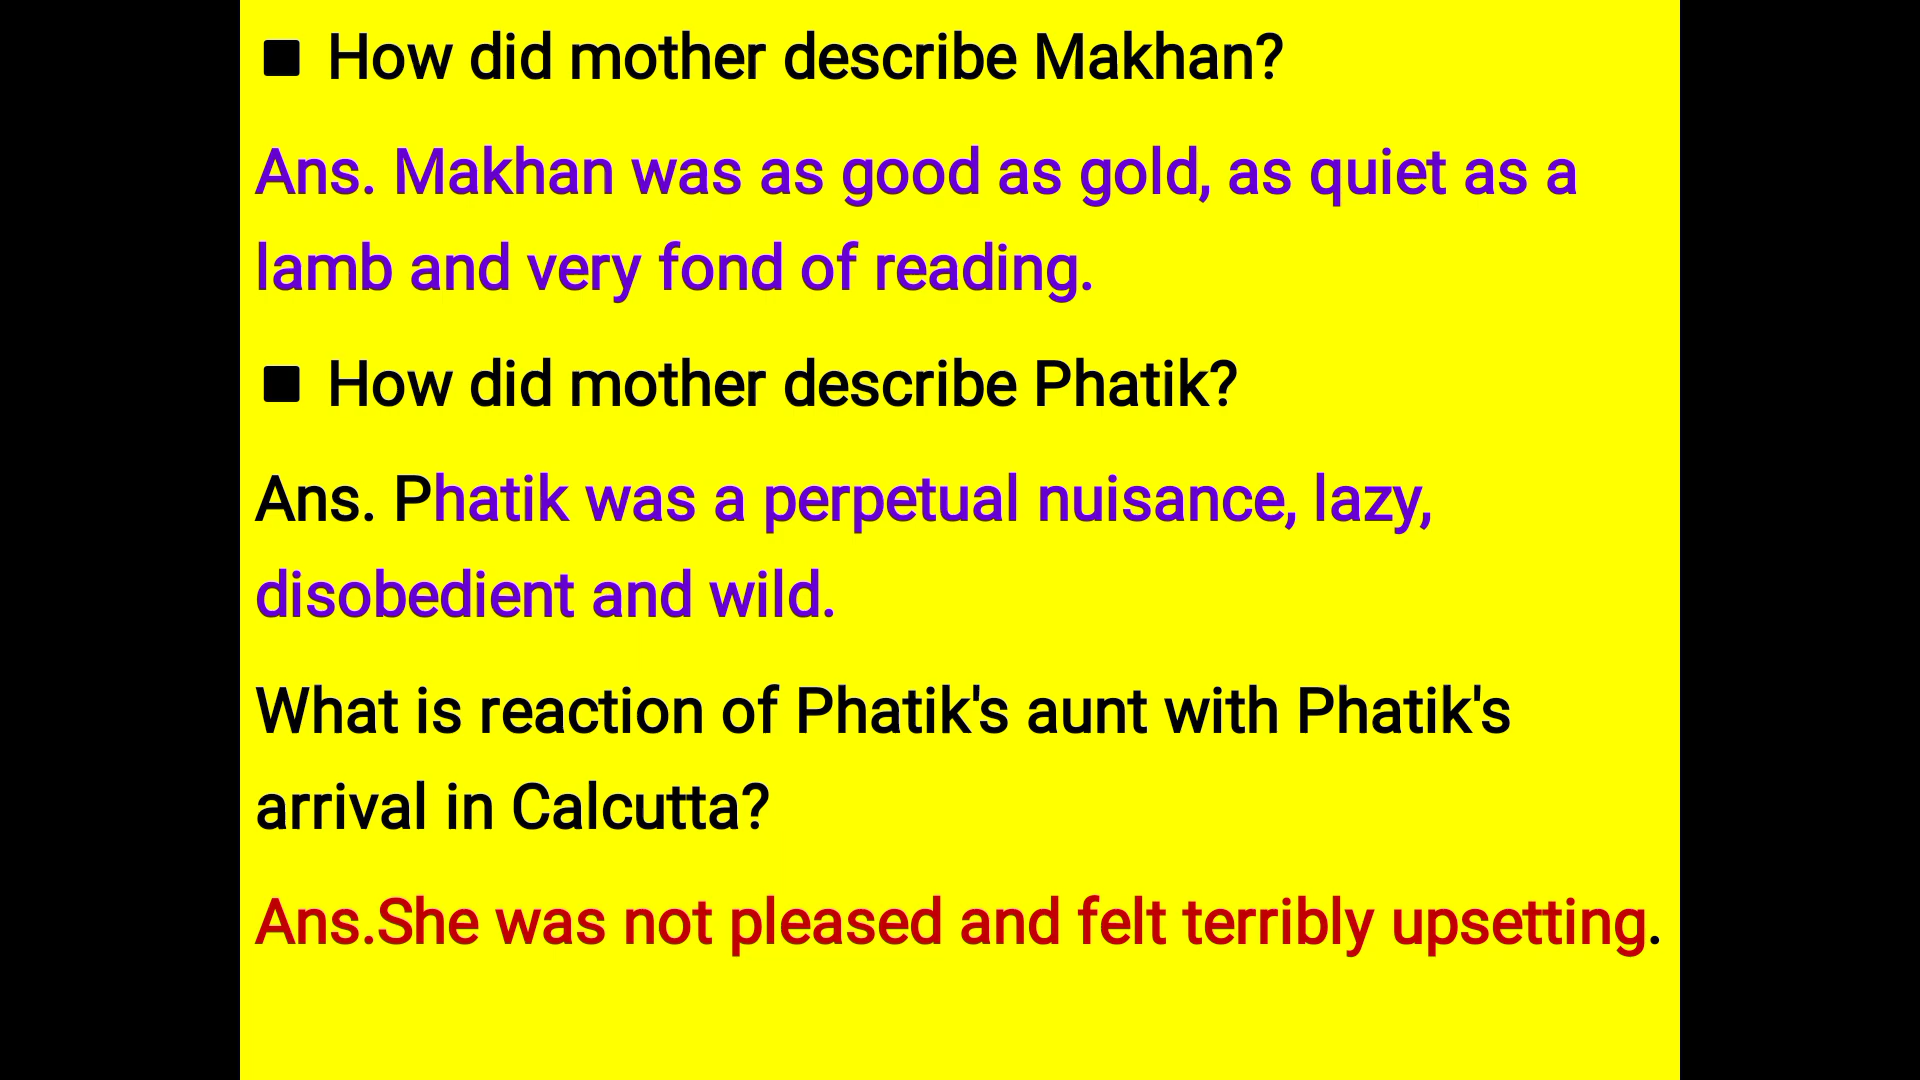 ■ How did mother describe Makhan?
Ans. Makhan was as good as gold, as quiet as a
lamb and very fond of reading.
■ How did mother describe Phatik?
Ans. Phatik was a perpetual nuisance, lazy,
disobedient and wild.
What is reaction of Phatik's aunt with Phatik's
arrival in Calcutta?
Ans.She was not pleased and felt terribly upsetting.